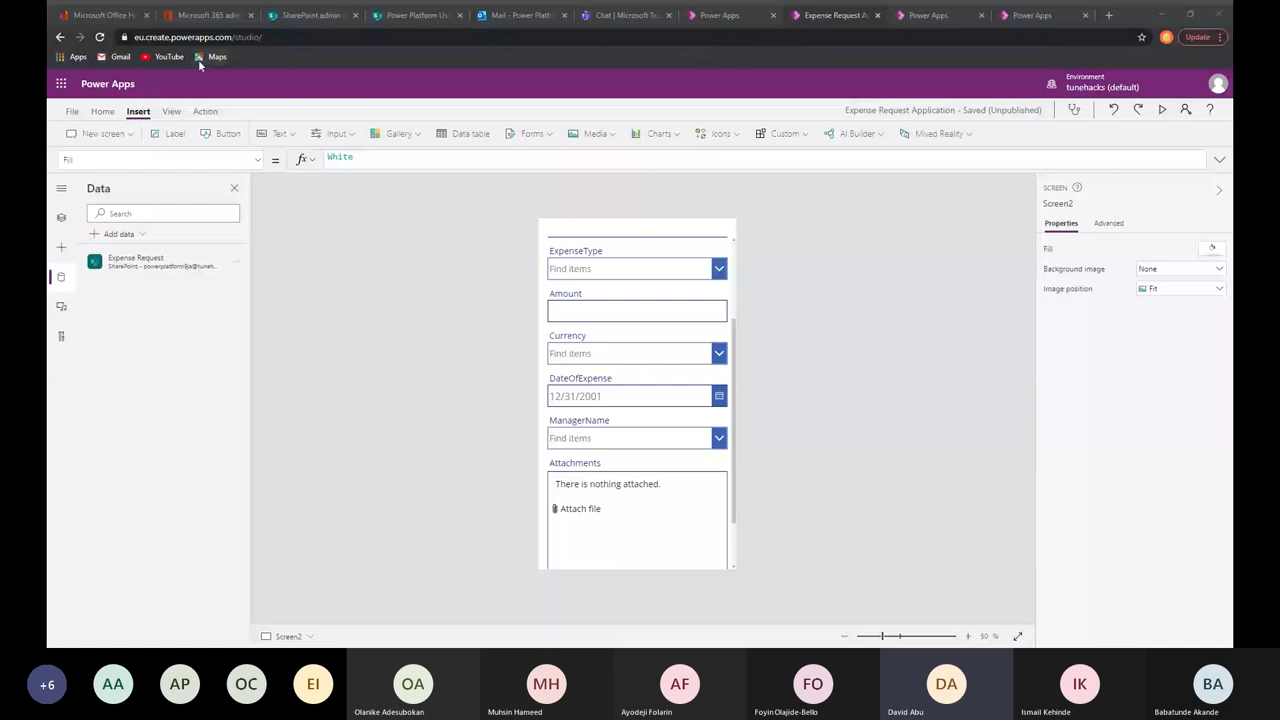 Microsoft Office H
Microsoft 365 adm
SharePoint admin c
Power Platform Us
Mail - Power Platf
Chat | Microsoft Te
Power Apps
Expense Request A
Power Apps
Power Apps
eu.create.powerapps.com/studio/
Update
Apps
Gmail
YouTube
Maps
Power Apps
Environment
tunehacks (default)
File
Home
Insert
View
Action
Expense Request Application - Saved (Unpublished)
New screen
Label
Button
Text
Input
Gallery
Data table
Forms
Media
Charts
Icons
Custom
AI Builder
Mixed Reality
Fill
=
fx
White
Data
Search
Add data
Expense Request
SharePoint - powerplatform9ja@tuneh...
ExpenseType
Find items
Amount
Currency
Find items
DateOfExpense
12/31/2001
ManagerName
Find items
Attachments
There is nothing attached.
Attach file
SCREEN
Screen2
Properties
Advanced
Fill
Background image
None
Image position
Fit
Screen2
50 %
+6
AA
AP
OC
EI
OA
Olanike Adesubokan
MH
Muhsin Hameed
AF
Ayodeji Folarin
FO
Foyin Olajide-Bello
DA
David Abu
IK
Ismail Kehinde
BA
Babatunde Akande